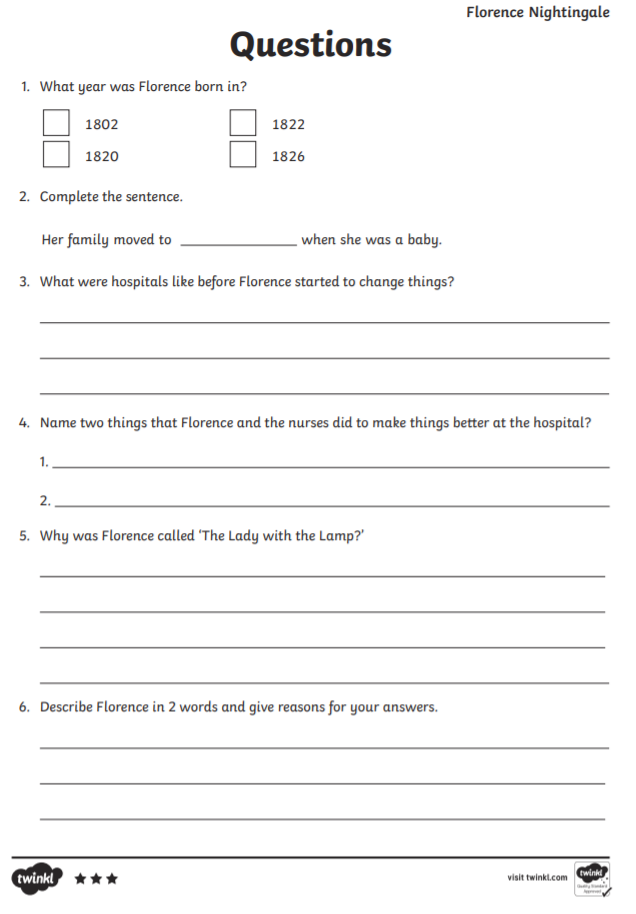 Florence Nightingale
Questions
1. What year was Florence born in?
1802 1822
1820 1826
2. Complete the sentence.
Her family moved to ______________ when she was a baby.
3. What were hospitals like before Florence started to change things?
4. Name two things that Florence and the nurses did to make things better at the hospital?
1.
2.
5. Why was Florence called ‘The Lady with the Lamp?’
6. Describe Florence in 2 words and give reasons for your answers.
twinkl visit twinkl.com twinkl
Quality Standard
Approved